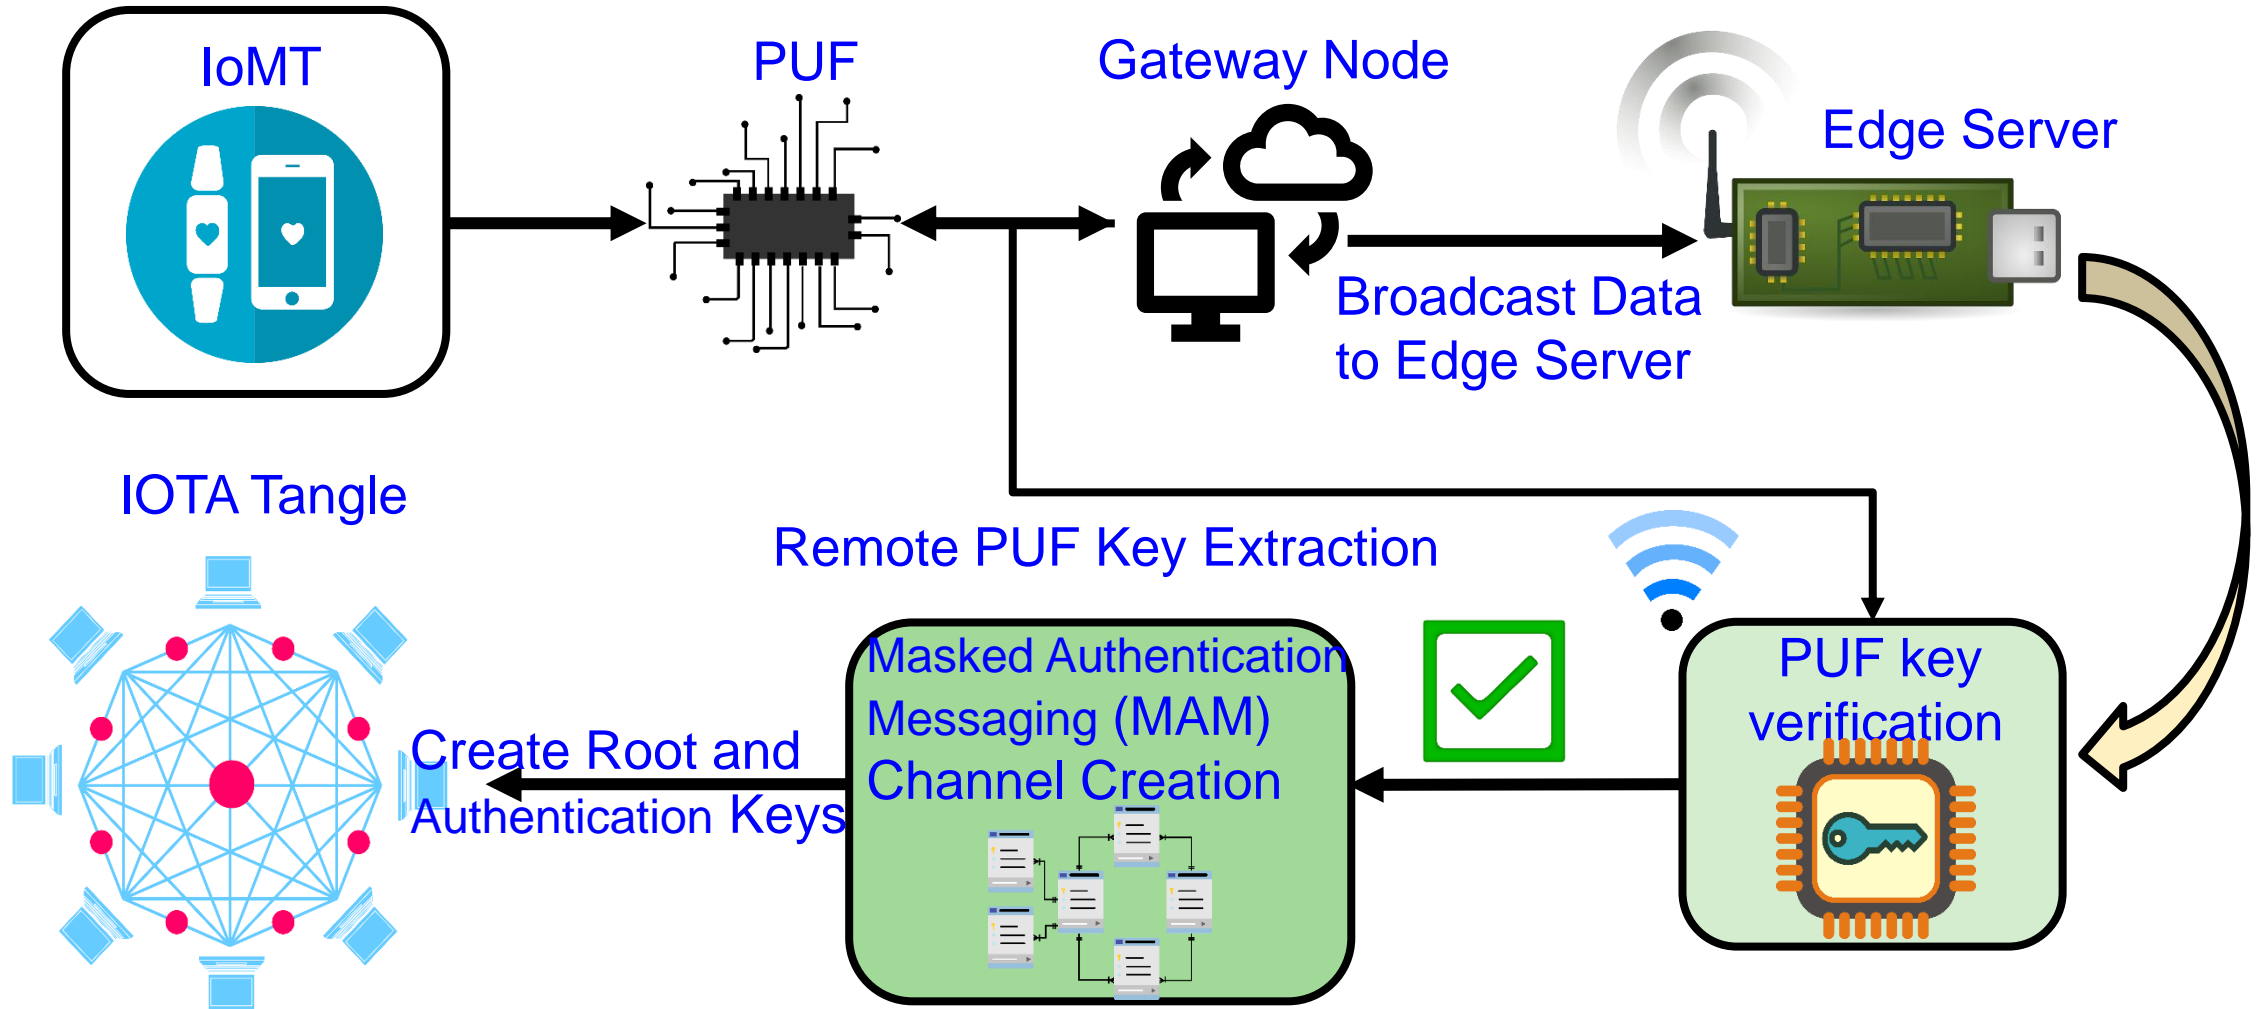 IoMT
PUF
Gateway Node
Edge Server
Broadcast Data
to Edge Server
IOTA Tangle
Remote PUF Key Extraction
Masked Authentication
Messaging (MAM)
Channel Creation
PUF key
verification
Create Root and
Authentication Keys